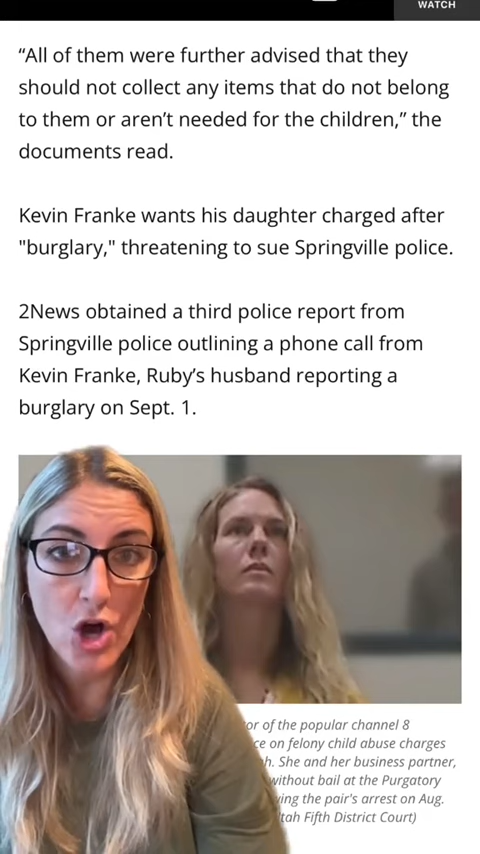 WATCH
“All of them were further advised that they
should not collect any items that do not belong
to them or aren’t needed for the children,” the
documents read.
Kevin Franke wants his daughter charged after
"burglary," threatening to sue Springville police.
2News obtained a third police report from
Springville police outlining a phone call from
Kevin Franke, Ruby’s husband reporting a
burglary on Sept. 1.
or of the popular channel 8
ce on felony child abuse charges
h. She and her business partner,
without bail at the Purgatory
ving the pair's arrest on Aug.
tah Fifth District Court)